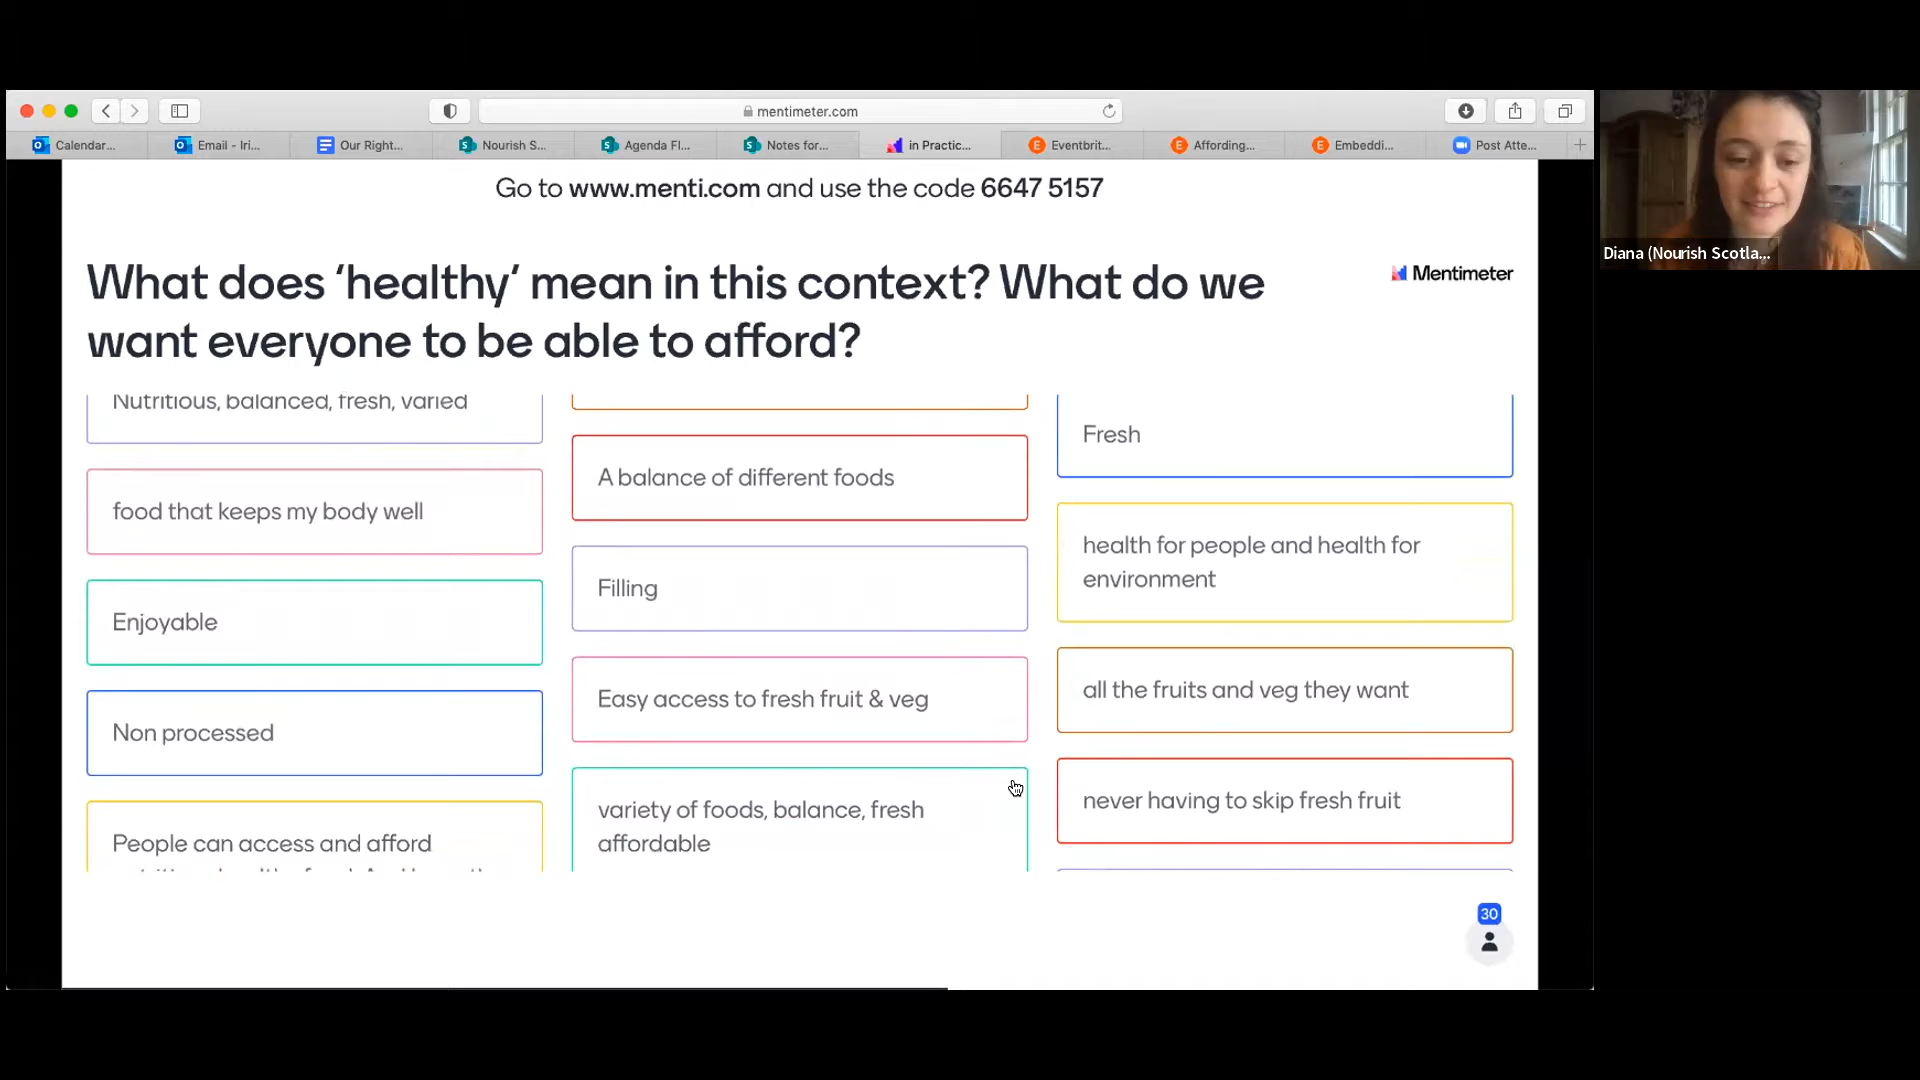 mentimeter.com
Calendar...
Email - Iri...
Our Right...
Nourish S...
Agenda Fl...
Notes for...
in Practic...
Eventbrit...
Affording...
Embeddi...
Post Atte...
Go to www.menti.com and use the code 6647 5157
What does ‘healthy’ mean in this context? What do we
want everyone to be able to afford?
Mentimeter
Nutritious, balanced, fresh, varied
food that keeps my body well
Enjoyable
Non processed
People can access and afford
A balance of different foods
Filling
Easy access to fresh fruit & veg
variety of foods, balance, fresh
affordable
Fresh
health for people and health for
environment
all the fruits and veg they want
never having to skip fresh fruit
30
Diana (Nourish Scotla...